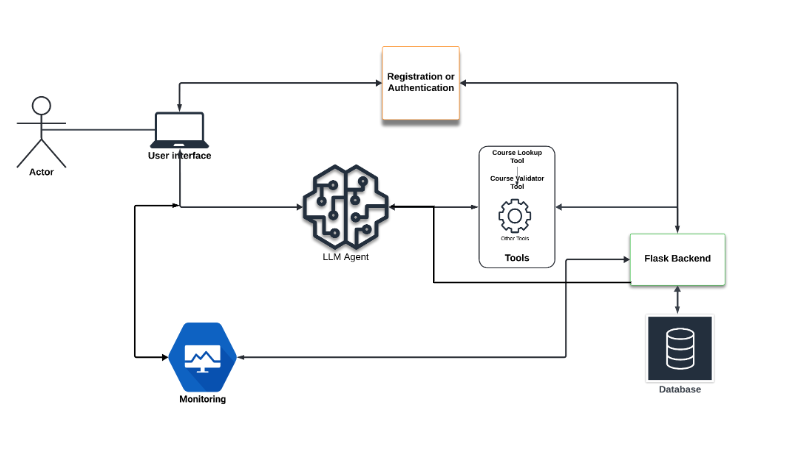 Registration or
Authentication
Actor
User interface
Course Lookup
Tool
Course Validator
Tool
Other Tools
Tools
LLM Agent
Flask Backend
Database
Monitoring